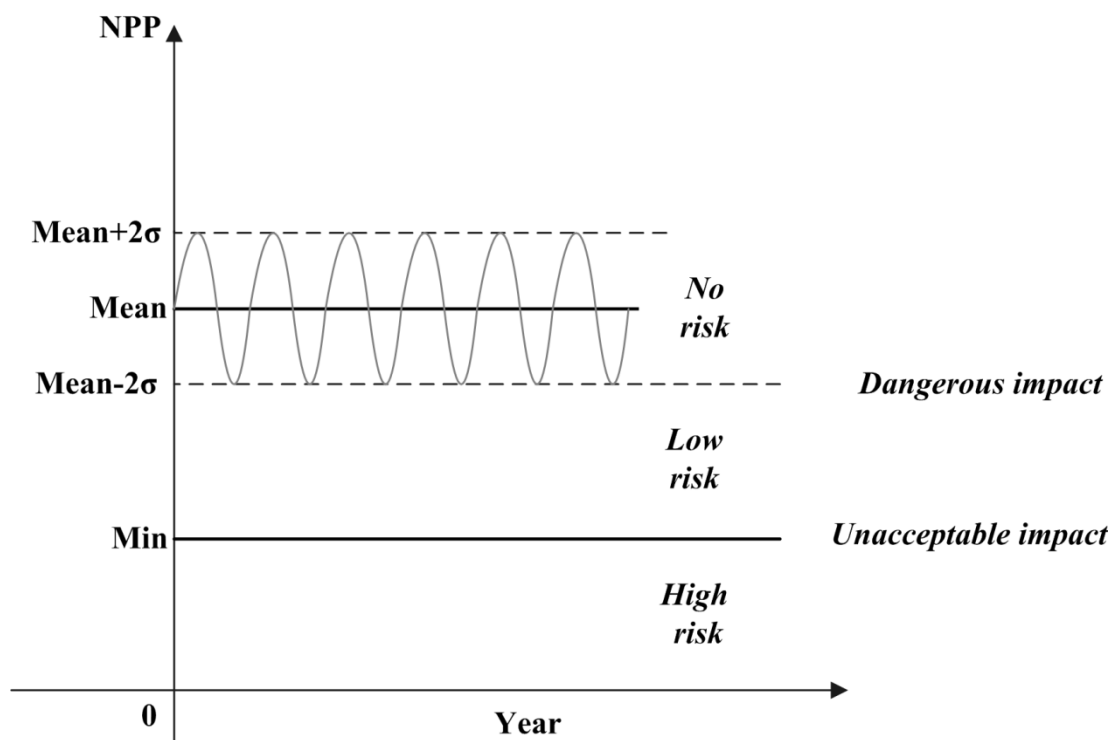 NPP
Mean+2σ
Mean
No
risk
Mean-2σ
Dangerous impact
Low
risk
Min
Unacceptable impact
High
risk
0
Year